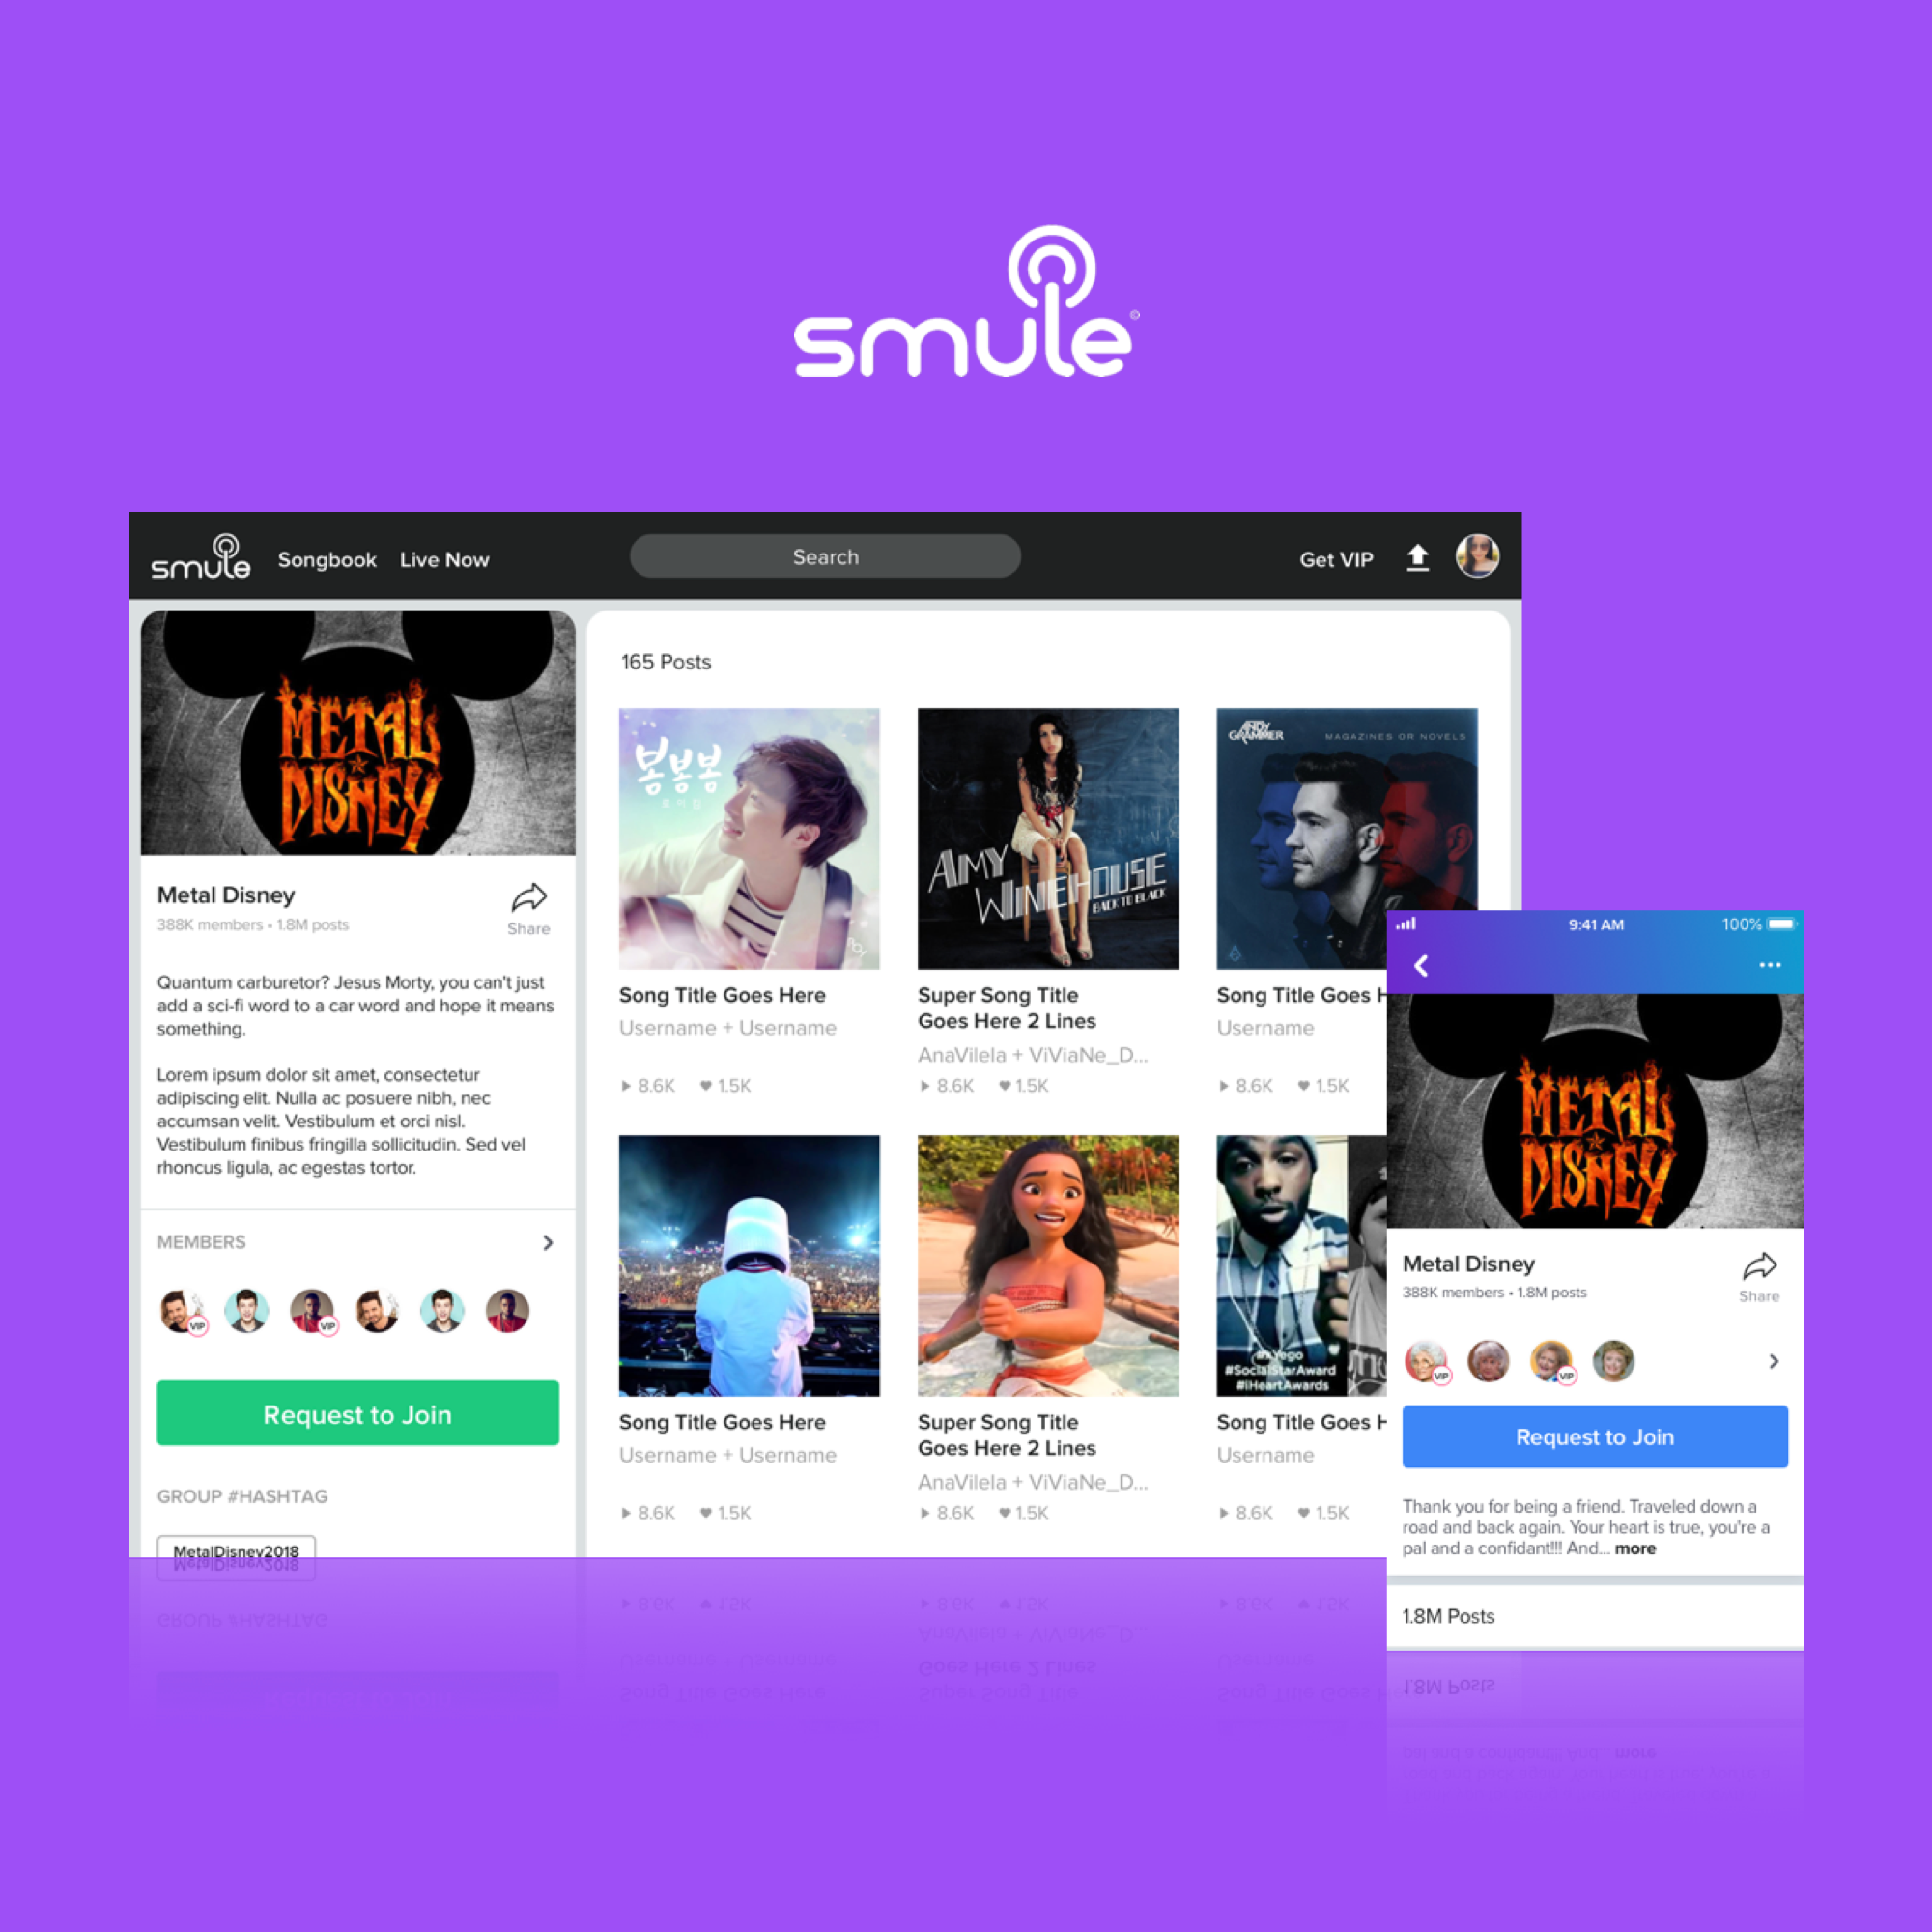 smule
©
smule
Songbook
Live Now
Search
Get VIP
METAL
DISNEY
Metal Disney
388K members • 1.8M posts
Share
Quantum carburetor? Jesus Morty, you can't just
add a sci-fi word to a car word and hope it means
something.
Lorem ipsum dolor sit amet, consectetur
adipiscing elit. Nulla ac posuere nibh, nec
accumsan velit. Vestibulum et orci nisl.
Vestibulum finibus fringilla sollicitudin. Sed vel
rhoncus ligula, ac egestas tortor.
MEMBERS
VIP
VIP
Request to Join
GROUP #HASHTAG
MetalDisney2018
165 Posts
봄봄봄
로이킴
ROY
AMY
WINEHOUSE
BACK TO BLACK
ANDY
GRAMMER
MAGAZINES OR NOVELS
Song Title Goes Here
Username + Username
8.6K
1.5K
Super Song Title
Goes Here 2 Lines
AnaVilela + ViViaNe_D...
8.6K
1.5K
Song Title Goes H
Username
8.6K
1.5K
#SocialStarAward
#iHeartAwards
Song Title Goes Here
Username + Username
8.6K
1.5K
Super Song Title
Goes Here 2 Lines
AnaVilela + ViViaNe_D...
8.6K
1.5K
Song Title Goes H
Username
8.6K
1.5K
9:41 AM
100%
METAL
DISNEY
Metal Disney
388K members • 1.8M posts
Share
VIP
VIP
Request to Join
Thank you for being a friend. Traveled down a
road and back again. Your heart is true, you're a
pal and a confidant!!! And... more
1.8M Posts